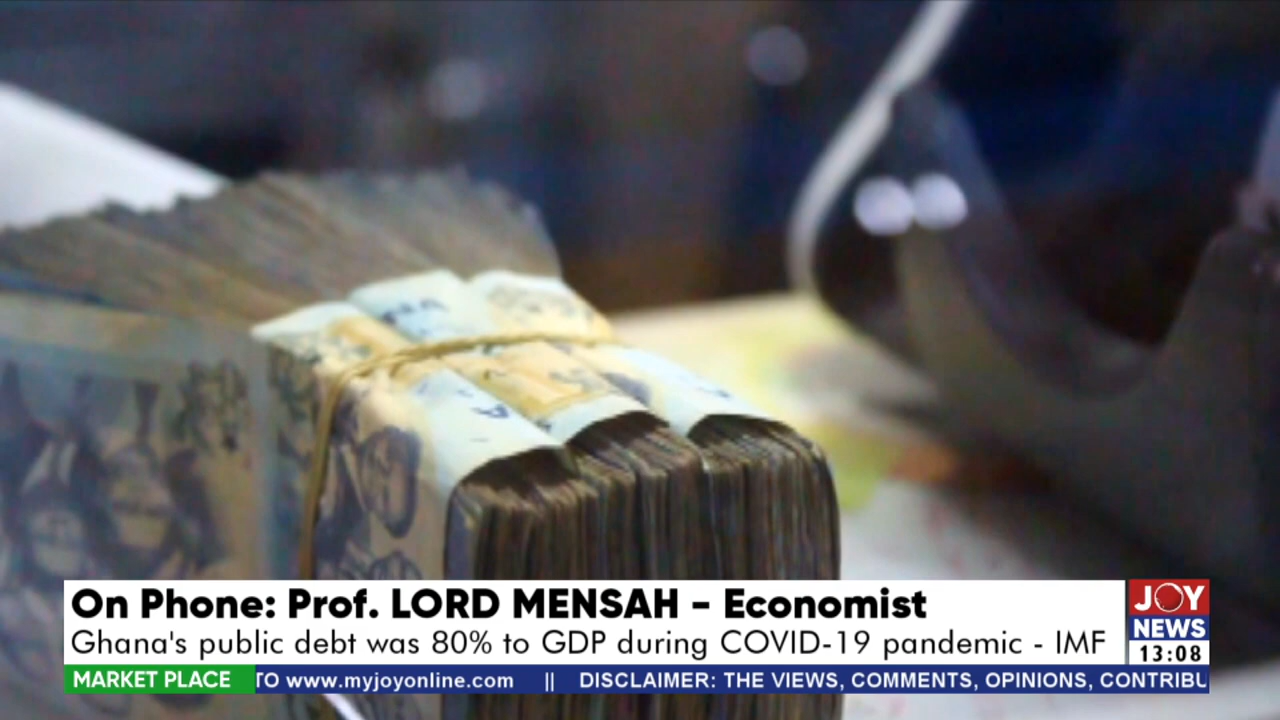 On Phone: Prof. LORD MENSAH – Economist
Ghana's public debt was 80% to GDP during COVID-19 pandemic - IMF
JOY
NEWS
13:08
MARKET PLACE
TO www.myjoyonline.com || DISCLAIMER: THE VIEWS, COMMENTS, OPINIONS, CONTRIBU